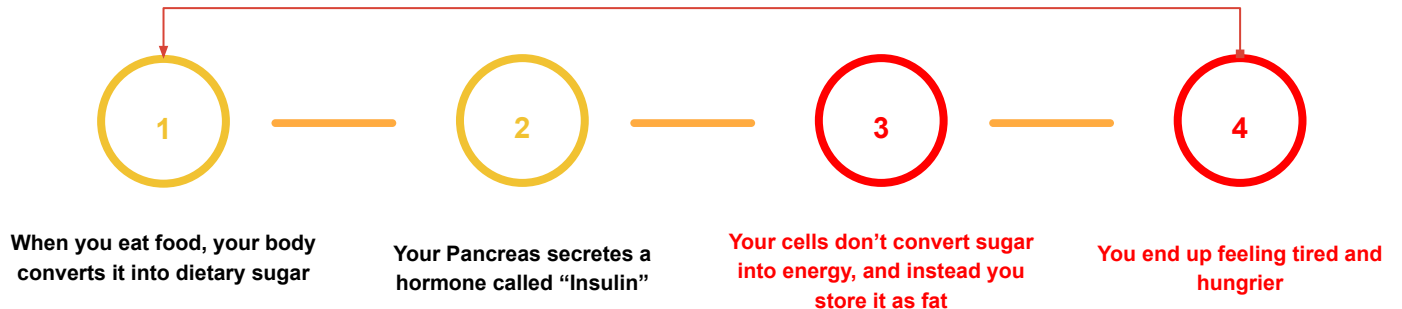 1
2
3
4
When you eat food, your body
converts it into dietary sugar
Your Pancreas secretes a
hormone called “Insulin”
Your cells don’t convert sugar
into energy, and instead you
store it as fat
You end up feeling tired and
hungrier